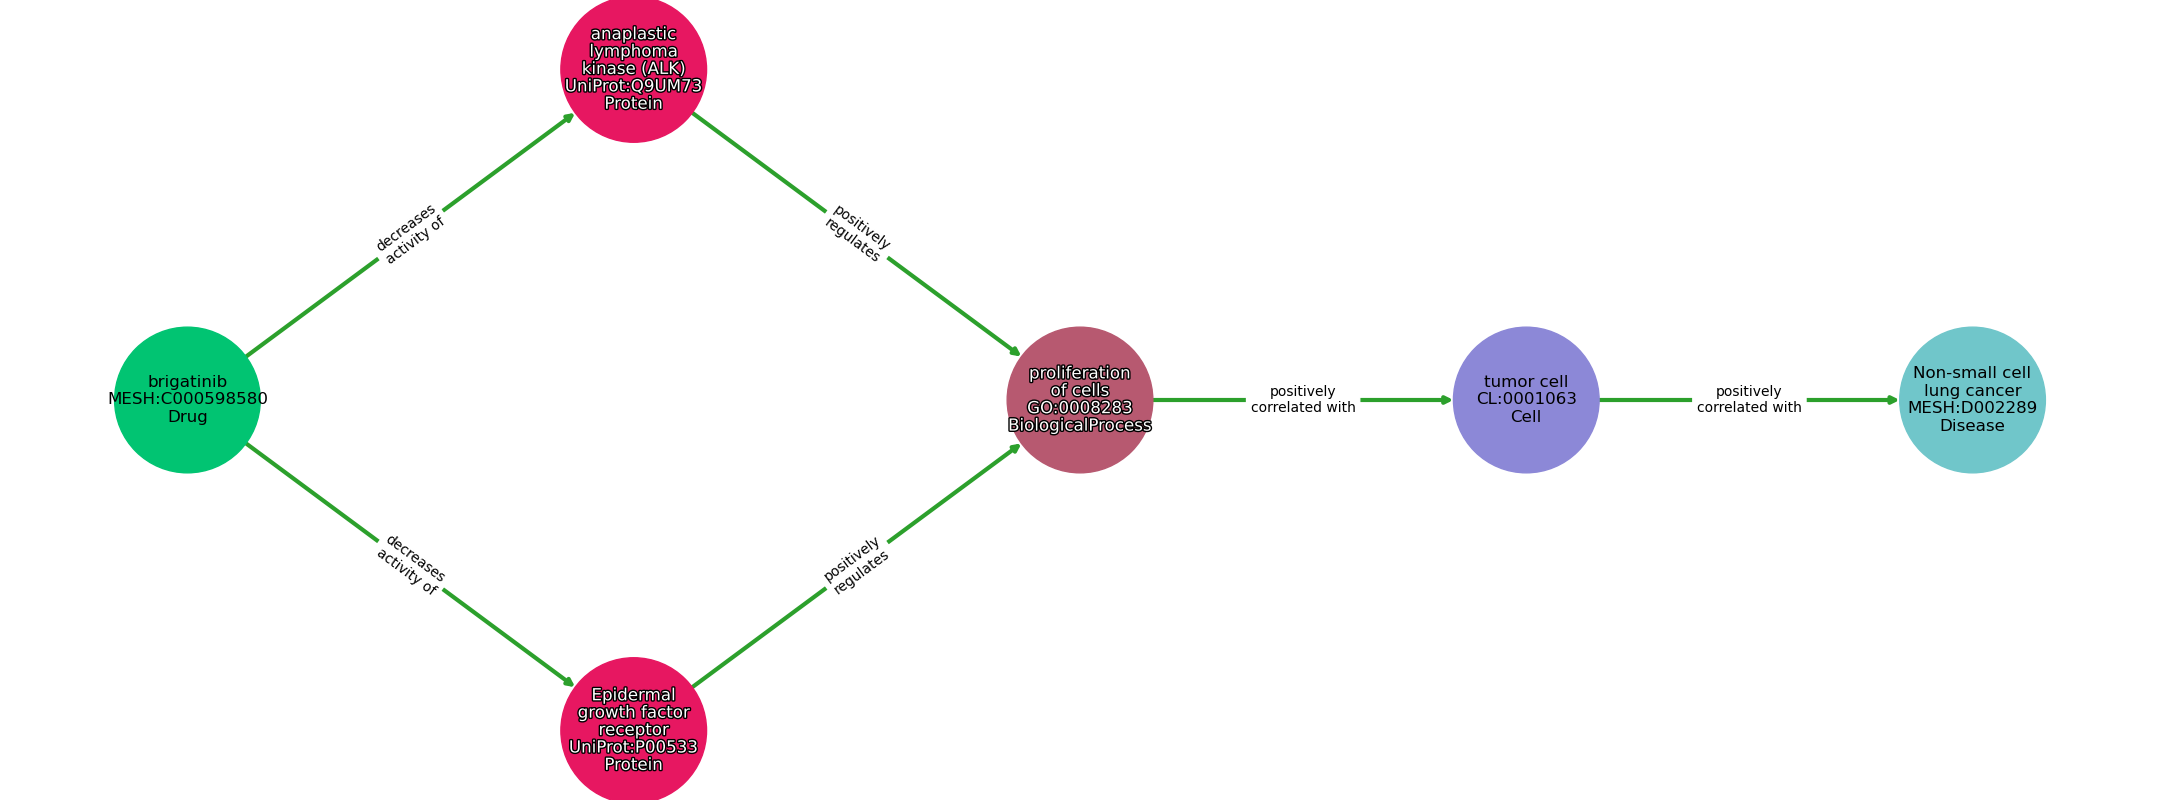 anaplastic
lymphoma
kinase (ALK)
UniProt:Q9UM73
Protein
decreases
activity of
positively
regulates
brigatinib
MESH:C000598580
Drug
proliferation
of cells
GO:0008283
BiologicalProcess
positively
correlated with
tumor cell
CL:0001063
Cell
positively
correlated with
Non-small cell
lung cancer
MESH:D002289
Disease
decreases
activity of
positively
regulates
Epidermal
growth factor
receptor
UniProt:P00533
Protein